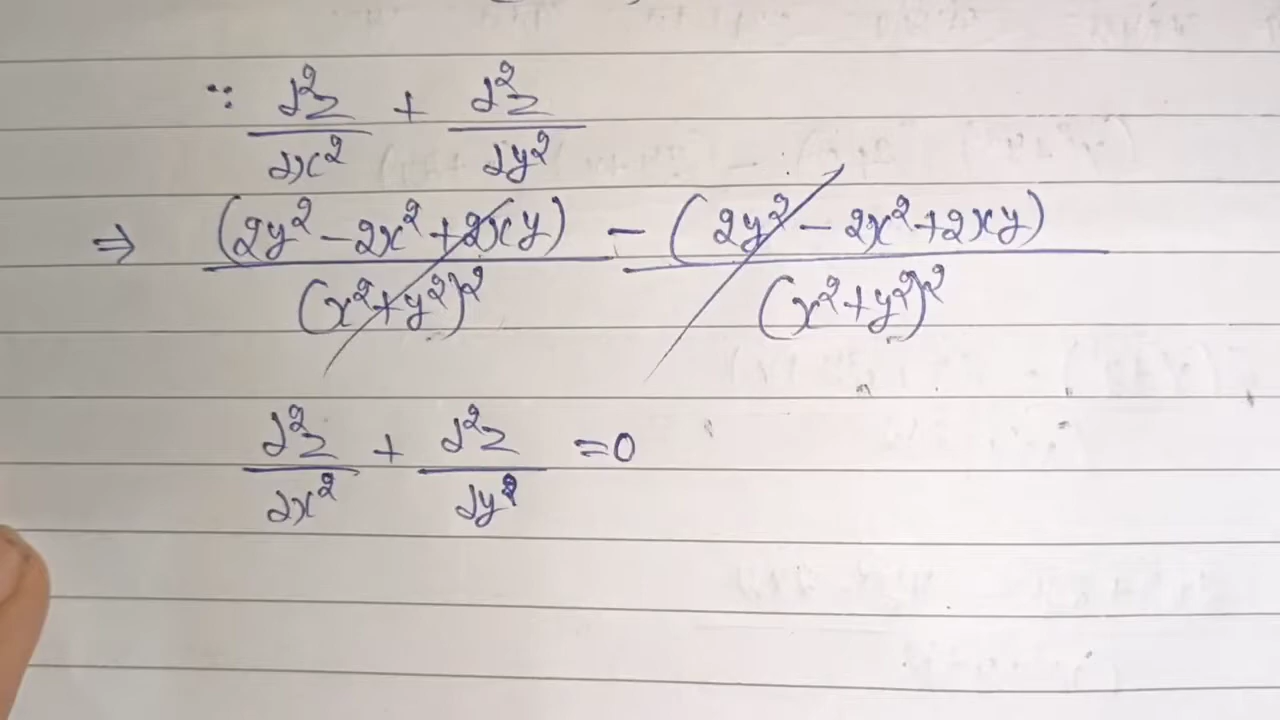 ∵ ∂²z/∂x² + ∂²z/∂y²
⇒ (2y² - 2x² + 2xy)/(x² + y²)² - (2y² - 2x² + 2xy)/(x² + y²)²
∂²z/∂x² + ∂²z/∂y² = 0